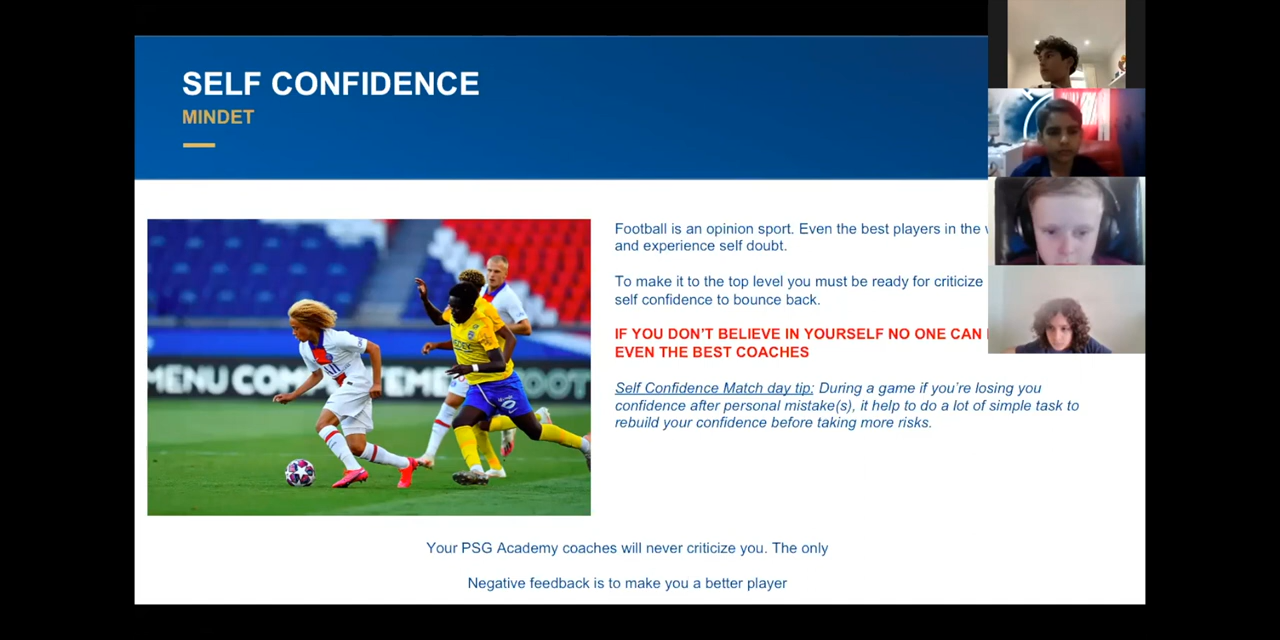 SELF CONFIDENCE
MINDET
Football is an opinion sport. Even the best players in the
and experience self doubt.
To make it to the top level you must be ready for criticize
self confidence to bounce back.
IF YOU DON'T BELIEVE IN YOURSELF NO ONE CAN
EVEN THE BEST COACHES
Self Confidence Match day tip: During a game if you're losing you
confidence after personal mistake(s), it help to do a lot of simple task to
rebuild your confidence before taking more risks.
MENU COM
FOOT
Your PSG Academy coaches will never criticize you. The only
Negative feedback is to make you a better player